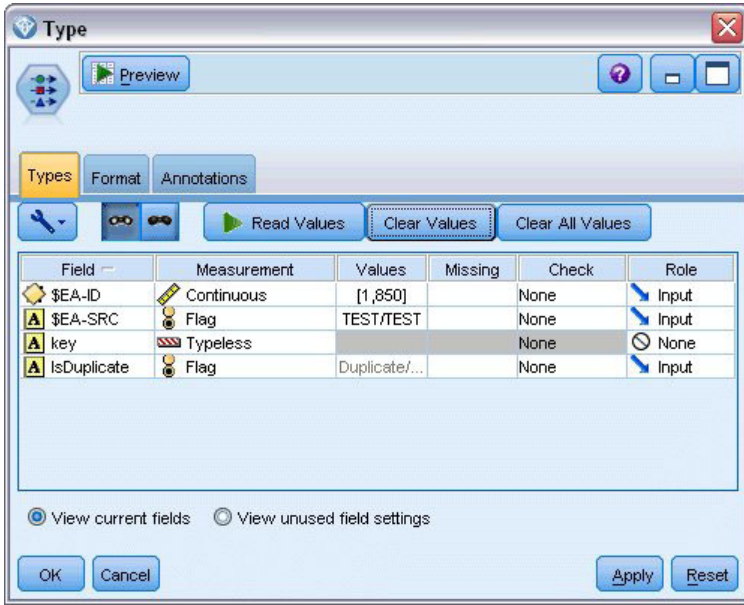 Type
Preview
Types Format Annotations
Read Values Clear Values Clear All Values
Field Measurement Values Missing Check Role
$EA-ID Continuous [1,850] None Input
A $EA-SRC Flag TEST/TEST None Input
A key Typeless None None
A IsDuplicate Flag Duplicate/... None Input
View current fields View unused field settings
OK Cancel Apply Reset